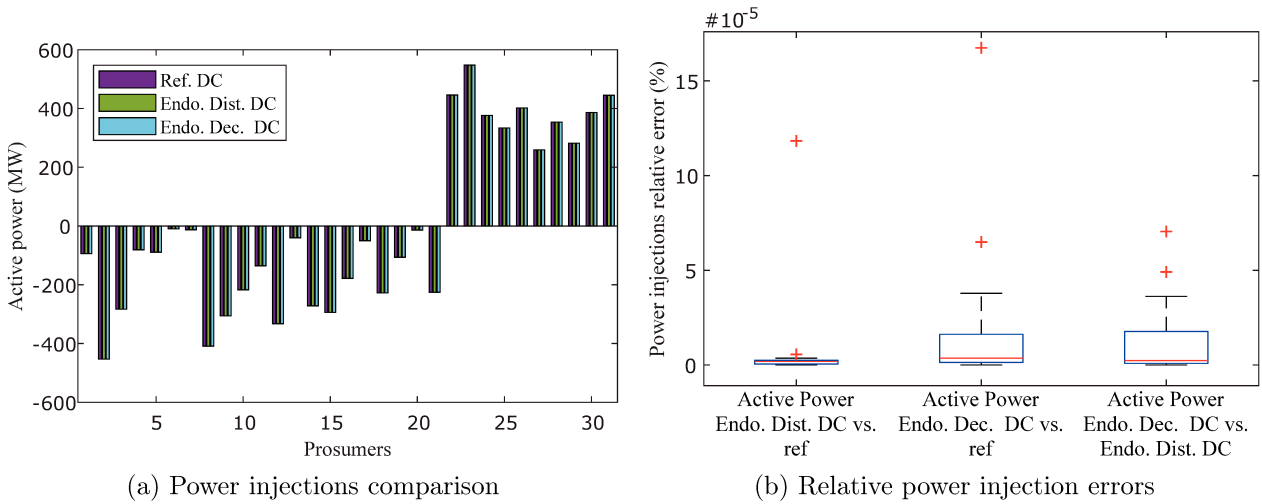 #10-5
600
400
200
0
-200
-400
-600
Active power (MW)
Ref. DC
Endo. Dist. DC
Endo. Dec.  DC
5
10
15
20
25
30
Prosumers
(a) Power injections comparison
15
10
5
0
Power injections relative error (%)
Active Power
Endo. Dist. DC vs.
ref
Active Power
Endo. Dec.  DC vs.
ref
Active Power
Endo. Dec.  DC vs.
Endo. Dist. DC
(b) Relative power injection errors